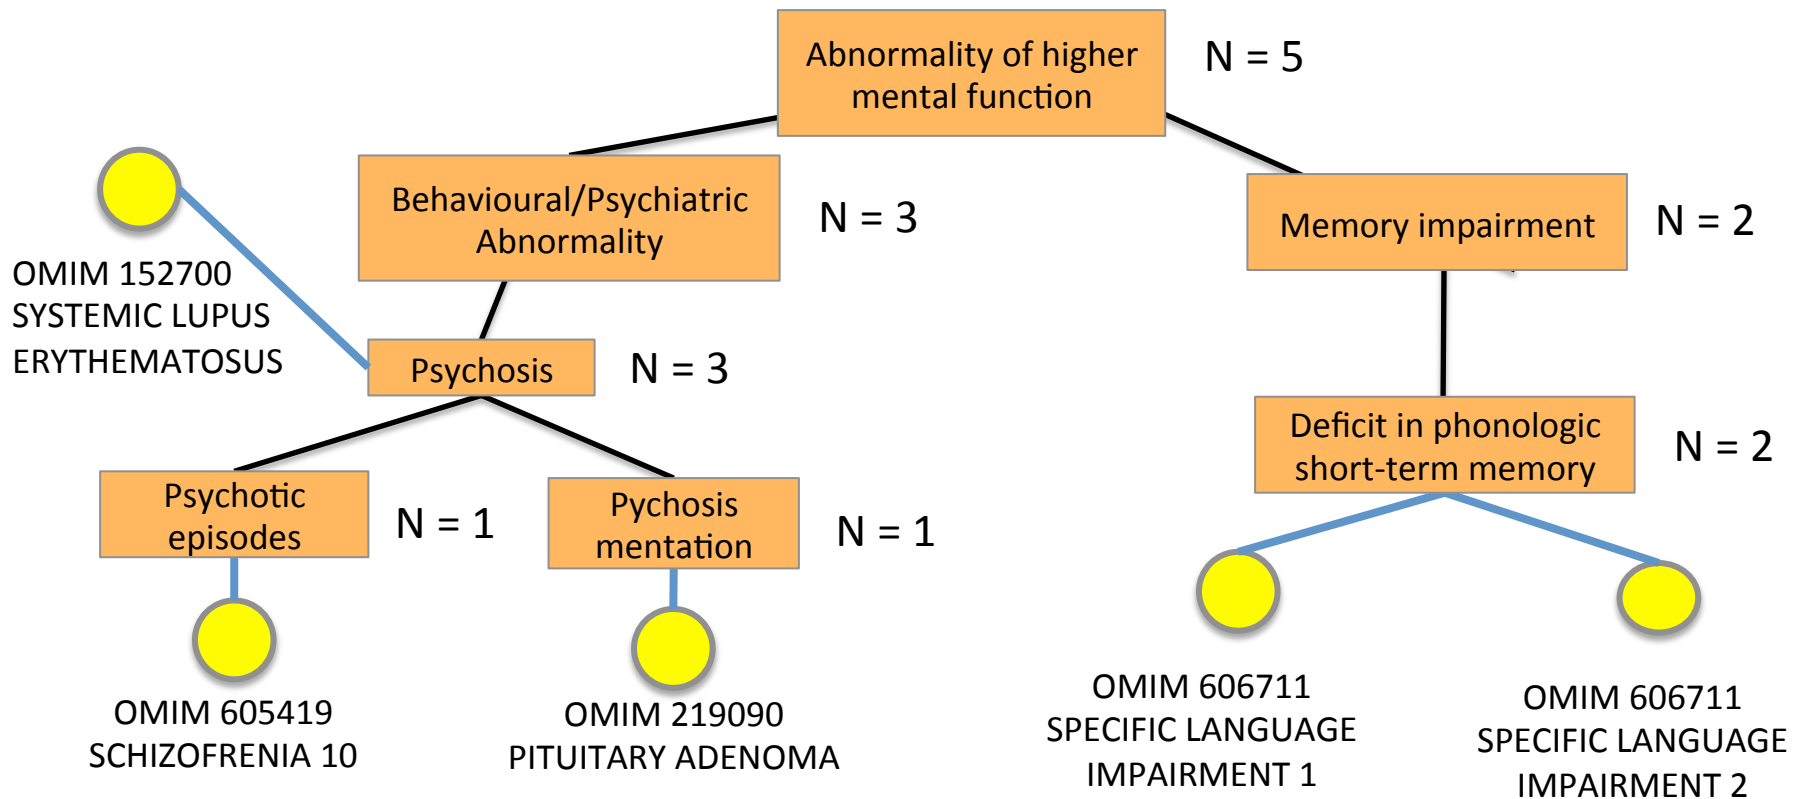 Abnormality of higher
mental function
N = 5
Behavioural/Psychiatric
Abnormality
N = 3
Memory impairment
N = 2
OMIM 152700
SYSTEMIC LUPUS
ERYTHEMATOSUS
Psychosis
N = 3
Deficit in phonologic
short-term memory
N = 2
Psychotic
episodes
N = 1
Pychosis
mentation
N = 1
OMIM 605419
SCHIZOFRENIA 10
OMIM 219090
PITUITARY ADENOMA
OMIM 606711
SPECIFIC LANGUAGE
IMPAIRMENT 1
OMIM 606711
SPECIFIC LANGUAGE
IMPAIRMENT 2